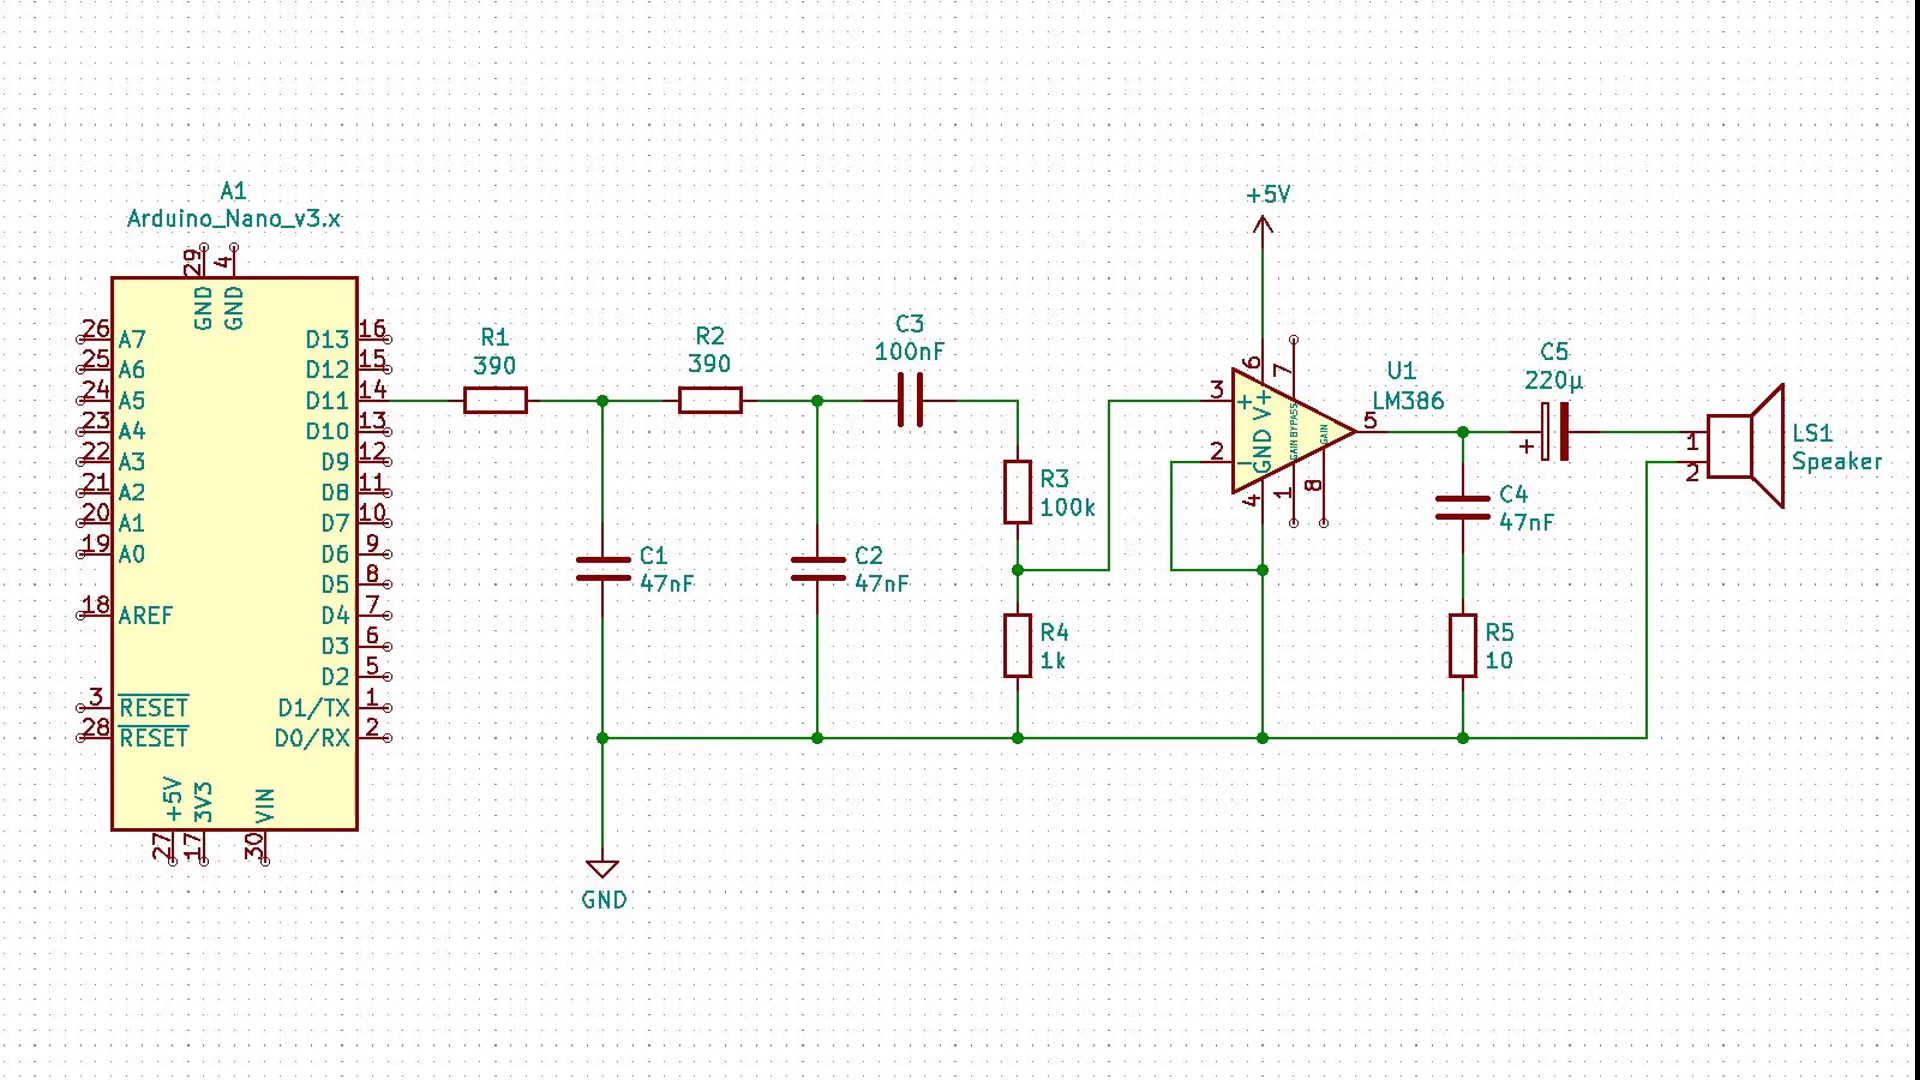 A1
Arduino_Nano_v3.x
29
4
GND
GND
26
A7
25
A6
24
A5
23
A4
22
A3
21
A2
20
A1
19
A0
18
AREF
3
RESET
28
RESET
D13
16
D12
15
D11
14
D10
13
D9
12
D8
11
D7
10
D6
9
D5
8
D4
7
D3
6
D2
5
D1/TX
1
D0/RX
2
+5V
3V3
VIN
27
17
30
R1
390
C1
47nF
GND
R2
390
C2
47nF
C3
100nF
R3
100k
R4
1k
+5V
6
7
3
+
V+
2
−
GND
GAIN
BYPASS
GAIN
4
1
8
5
U1
LM386
C5
220µ
+
C4
47nF
R5
10
1
2
LS1
Speaker